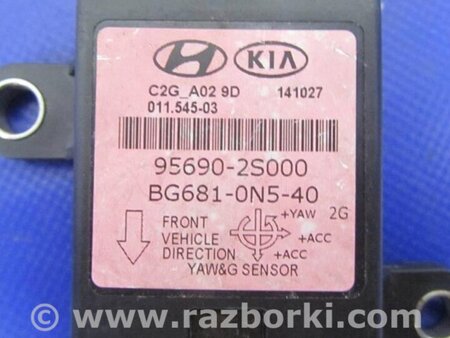 HYUNDAI KIA
C2G_A02 9D 141027
011.545-03
95690-2S000
BG681-0N5-40
FRONT +YAW 2G
VEHICLE +ACC
DIRECTION +ACC
YAW&G SENSOR
www.razborki.com